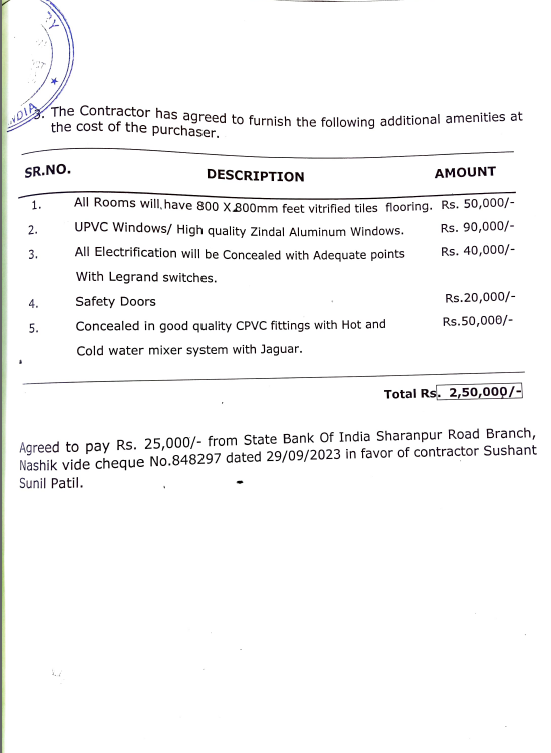 RY
INDIA
3. The Contractor has agreed to furnish the following additional amenities at
the cost of the purchaser.
SR.NO. DESCRIPTION AMOUNT
1. All Rooms will have 800 X 800mm feet vitrified tiles flooring. Rs. 50,000/-
2. UPVC Windows/ High quality Zindal Aluminum Windows. Rs. 90,000/-
3. All Electrification will be Concealed with Adequate points Rs. 40,000/-
With Legrand switches.
4. Safety Doors Rs.20,000/-
5. Concealed in good quality CPVC fittings with Hot and Rs.50,000/-
Cold water mixer system with Jaguar.
Total Rs. 2,50,000/-
Agreed to pay Rs. 25,000/- from State Bank Of India Sharanpur Road Branch,
Nashik vide cheque No.848297 dated 29/09/2023 in favor of contractor Sushant
Sunil Patil.